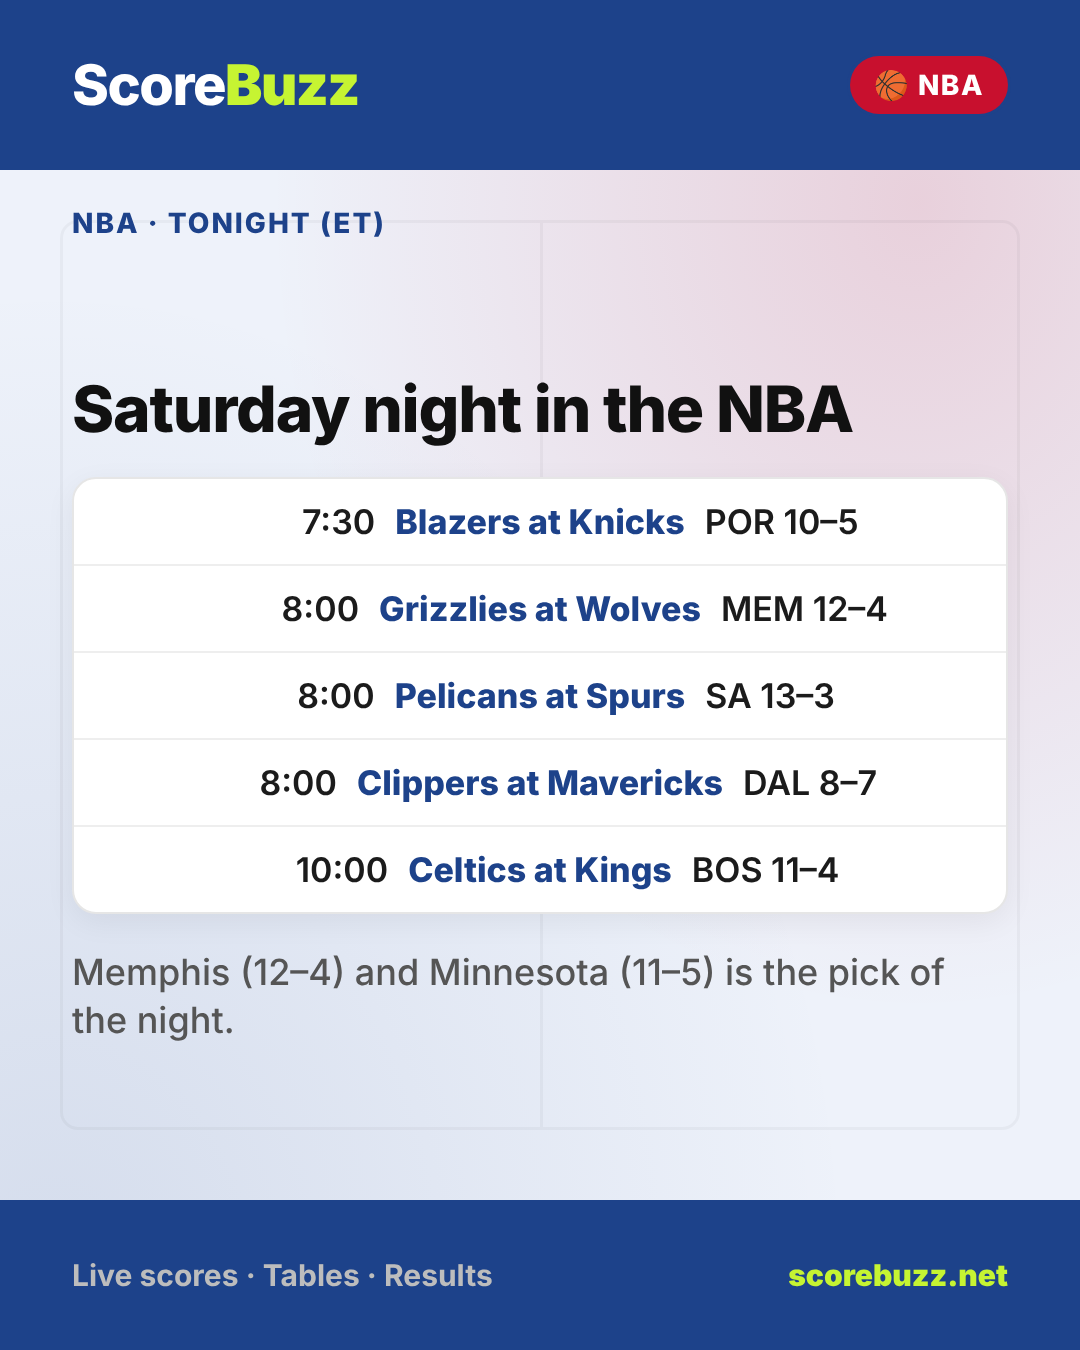 ScoreBuzz
🏀 NBA
NBA · TONIGHT (ET)
Saturday night in the NBA
7:30 Blazers at Knicks POR 10–5
8:00 Grizzlies at Wolves MEM 12–4
8:00 Pelicans at Spurs SA 13–3
8:00 Clippers at Mavericks DAL 8–7
10:00 Celtics at Kings BOS 11–4
Memphis (12–4) and Minnesota (11–5) is the pick of
the night.
Live scores · Tables · Results
scorebuzz.net